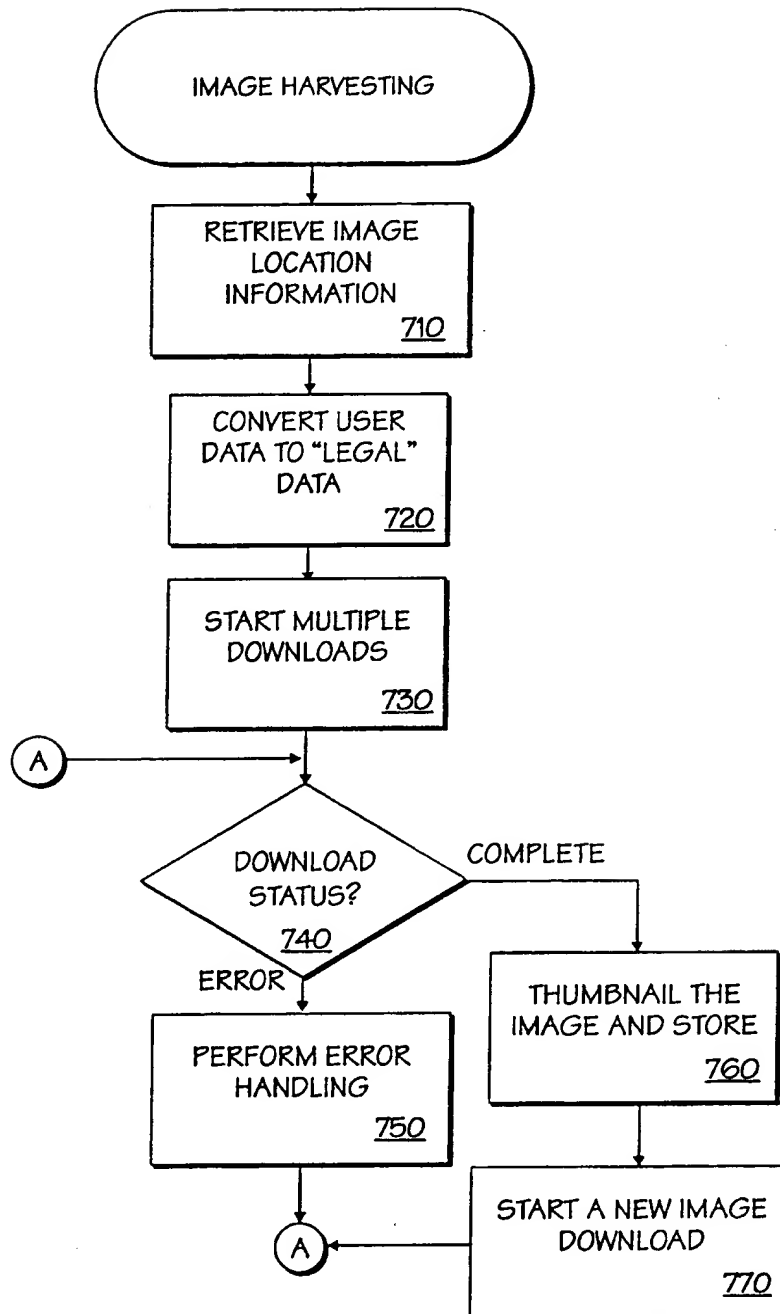 IMAGE HARVESTING
RETRIEVE IMAGE
LOCATION
INFORMATION
710
CONVERT USER
DATA TO “LEGAL”
DATA
720
START MULTIPLE
DOWNLOADS
730
A
DOWNLOAD
STATUS?
740
COMPLETE
ERROR
THUMBNAIL THE
IMAGE AND STORE
760
PERFORM ERROR
HANDLING
750
START A NEW IMAGE
DOWNLOAD
770
A